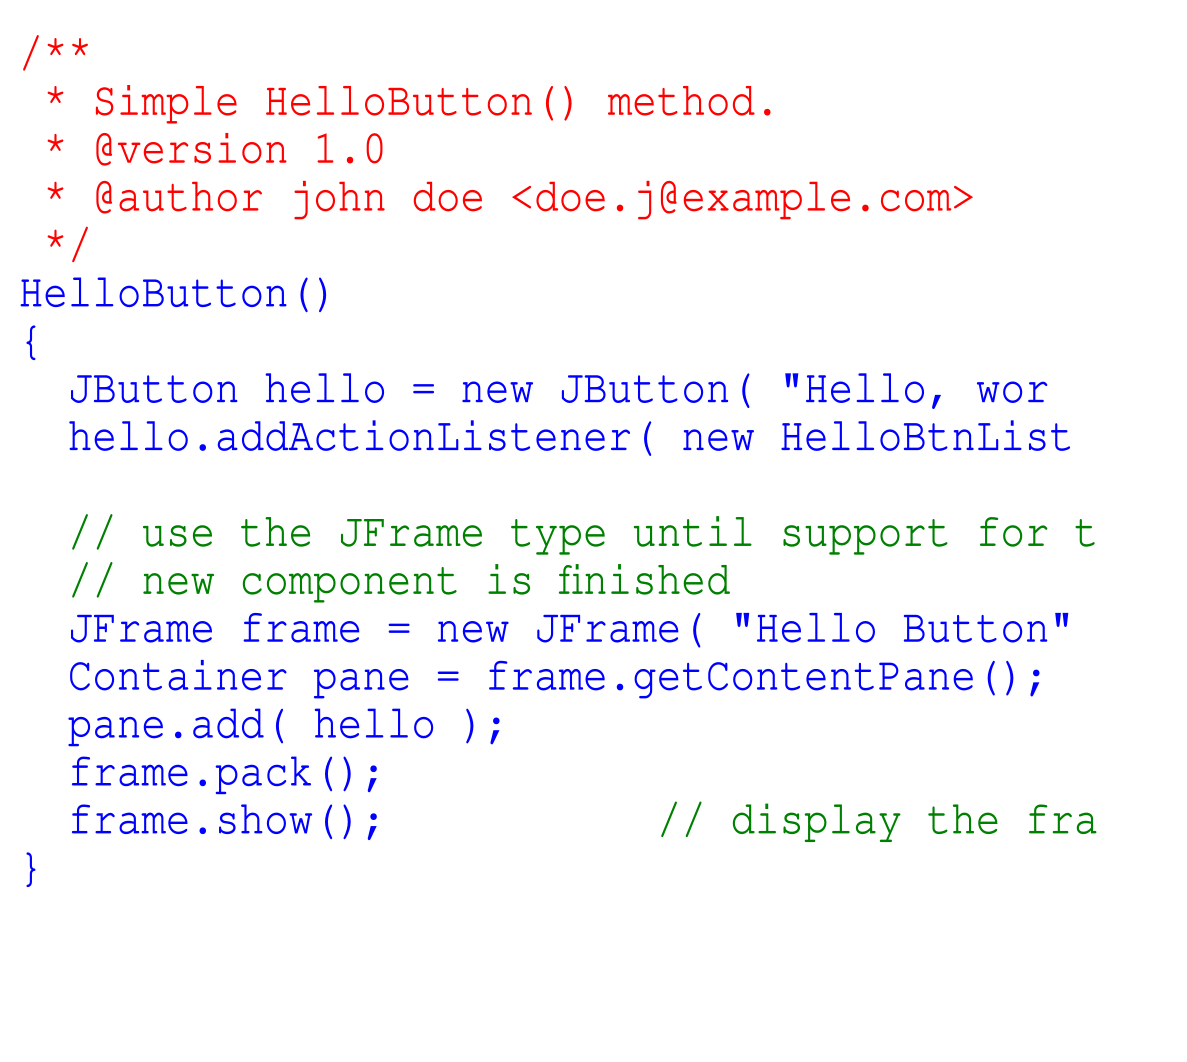 /**
 * Simple HelloButton() method.
 * @version 1.0
 * @author john doe <doe.j@example.com>
 */
HelloButton()
{
  JButton hello = new JButton( "Hello, wor
  hello.addActionListener( new HelloBtnList

  // use the JFrame type until support for t
  // new component is finished
  JFrame frame = new JFrame( "Hello Button"
  Container pane = frame.getContentPane();
  pane.add( hello );
  frame.pack();
  frame.show();           // display the fra
}